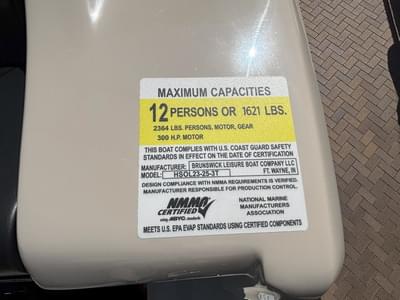 MAXIMUM CAPACITIES
12 PERSONS OR 1621 LBS.
2364 LBS. PERSONS, MOTOR, GEAR
300 H.P. MOTOR
THIS BOAT COMPLIES WITH U.S. COAST GUARD SAFETY
STANDARDS IN EFFECT ON THE DATE OF CERTIFICATION
MANUFACTURER: BRUNSWICK LEISURE BOAT COMPANY LLC
MODEL: HSOL23-25-3T FT. WAYNE, IN
DESIGN COMPLIANCE WITH NMMA REQUIREMENTS IS VERIFIED.
MANUFACTURER RESPONSIBLE FOR PRODUCTION CONTROL.
NMMA
CERTIFIED
using ABYC standards
NATIONAL MARINE
MANUFACTURERS
ASSOCIATION
MEETS U.S. EPA EVAP STANDARDS USING CERTIFIED COMPONENTS